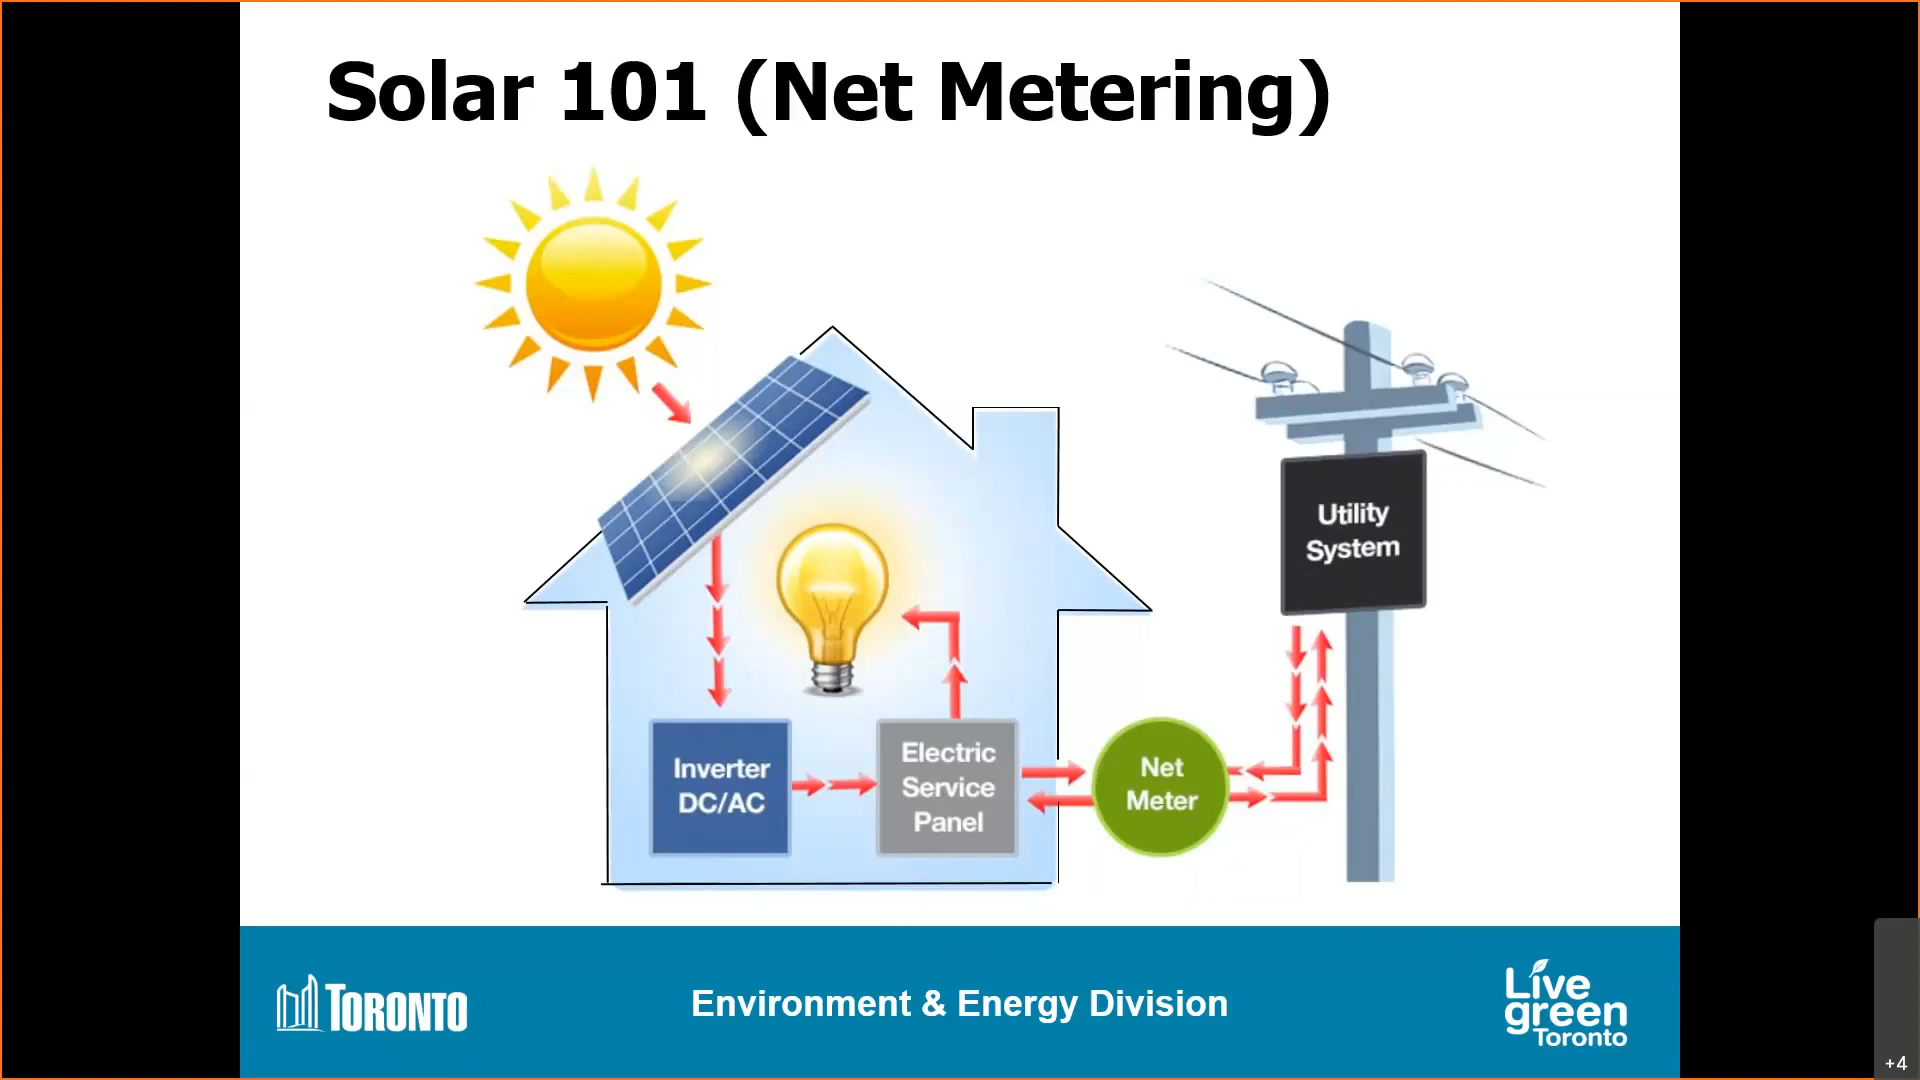 Solar 101 (Net Metering)
Utility
System
Inverter
DC/AC
Electric
Service
Panel
Net
Meter
TORONTO
Environment & Energy Division
Live
green
Toronto
+4